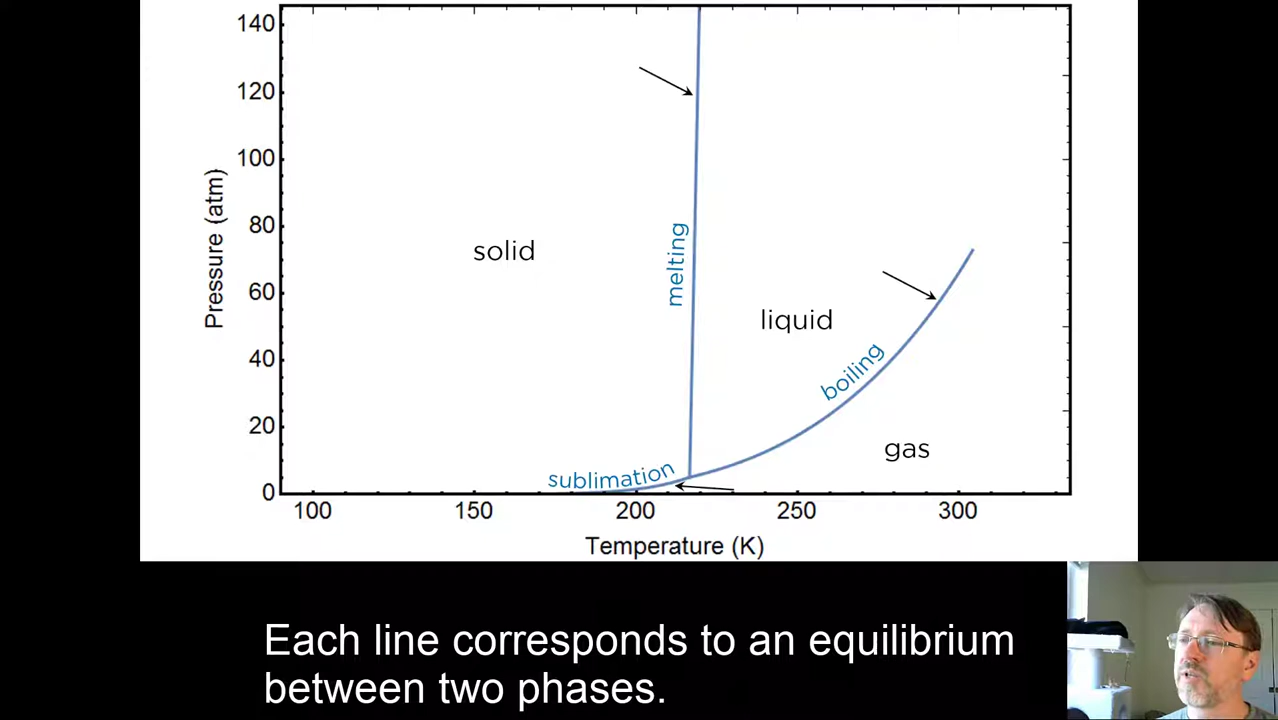 140
120
100
80
60
40
20
0
Pressure (atm)
solid
melting
liquid
boiling
gas
sublimation
100 150 200 250 300
Temperature (K)
Each line corresponds to an equilibrium
between two phases.